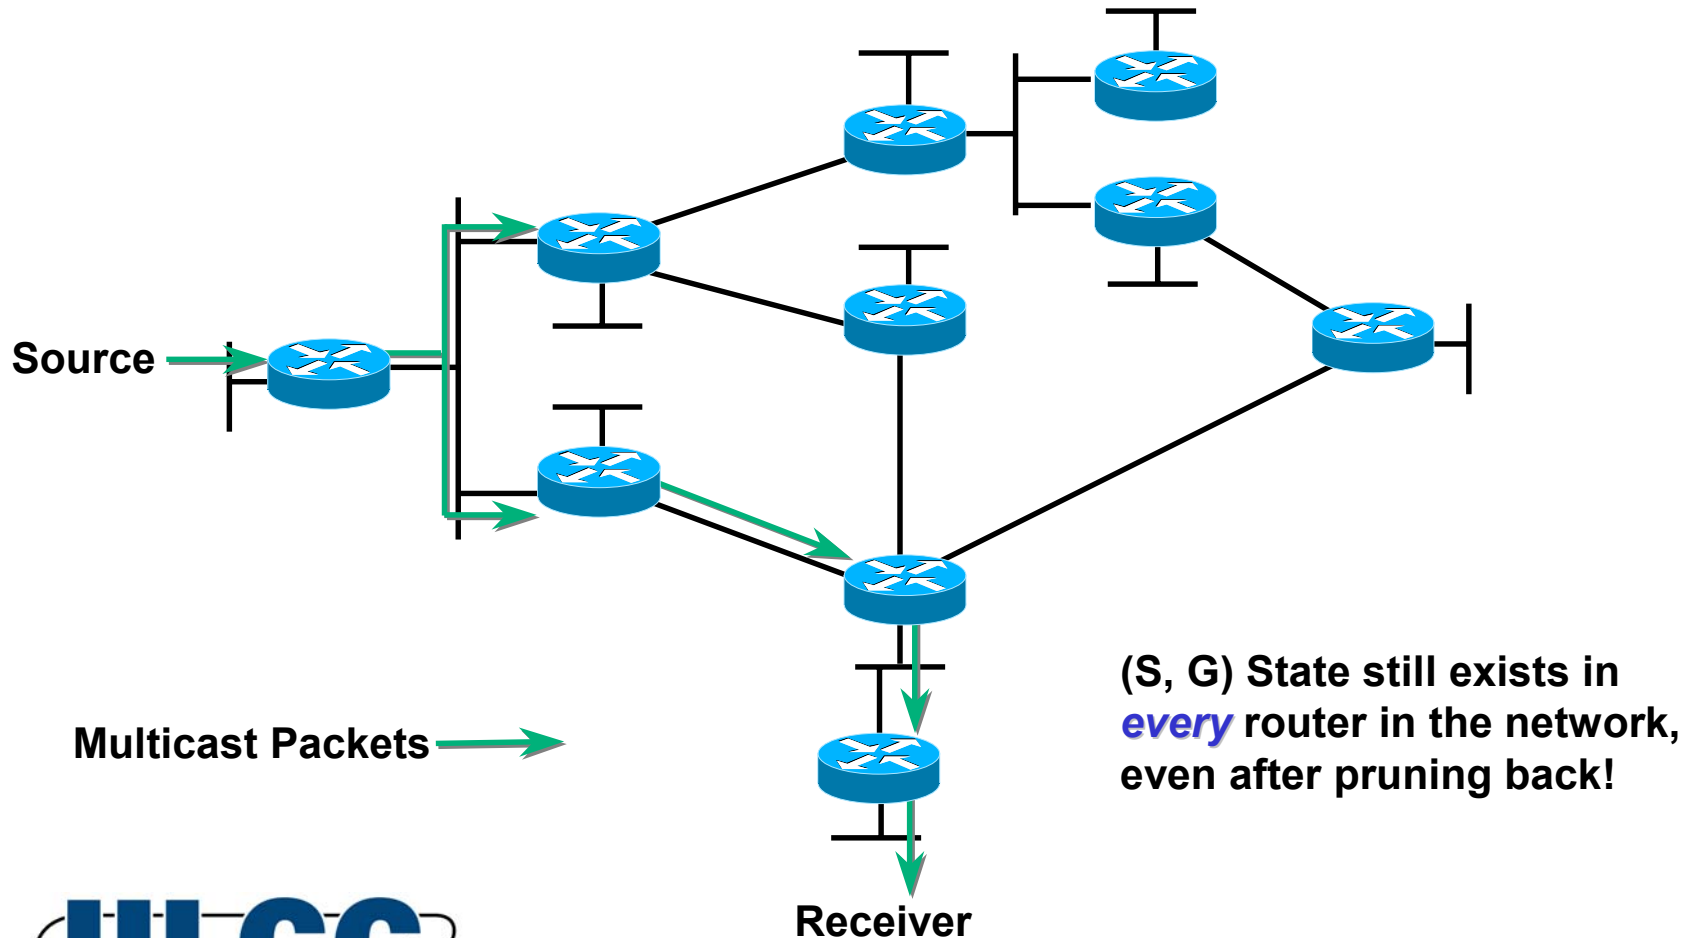 Source
Multicast Packets
(S, G) State still exists in
every router in the network,
even after pruning back!
Receiver